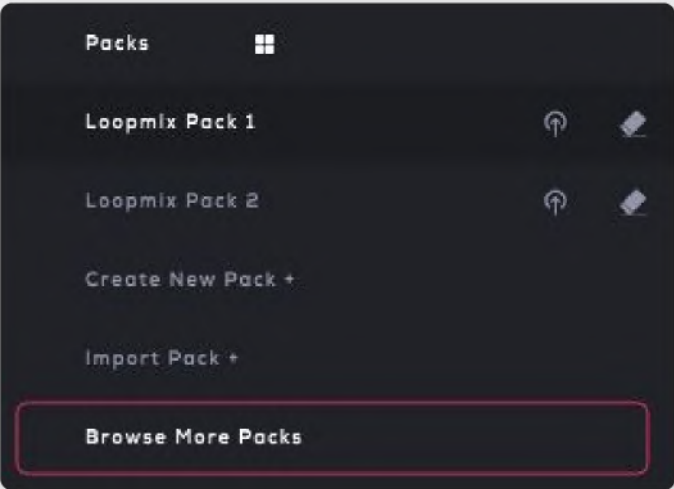 Packs
Loopmix Pack 1
Loopmix Pack 2
Create New Pack +
Import Pack +
Browse More Packs